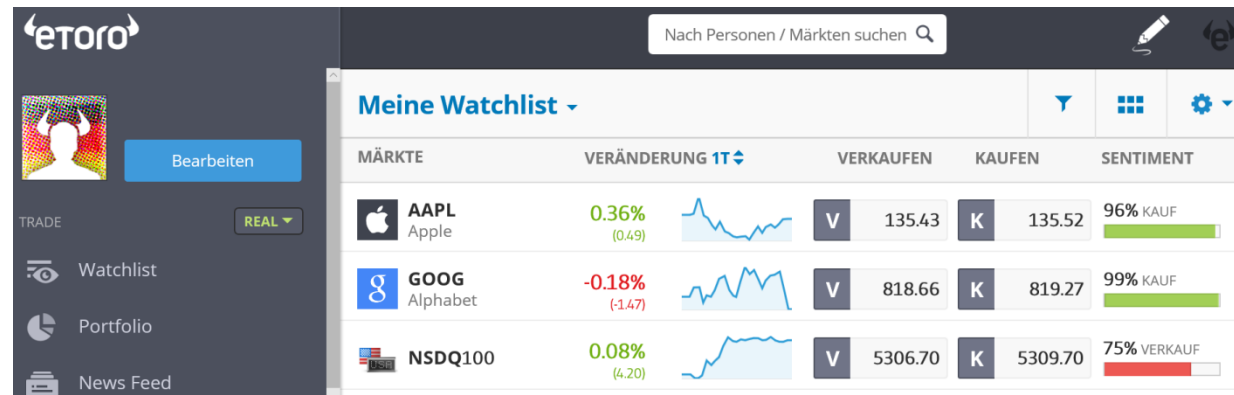 etoro
Nach Personen / Märkten suchen
Bearbeiten
TRADE
REAL
Watchlist
Portfolio
News Feed
Meine Watchlist
MÄRKTE VERÄNDERUNG 1T VERKAUFEN KAUFEN SENTIMENT
AAPL 0.36% V 135.43 K 135.52 96% KAUF
Apple (0.49)
GOOG -0.18% V 818.66 K 819.27 99% KAUF
Alphabet (-1.47)
NSDQ100 0.08% V 5306.70 K 5309.70 75% VERKAUF
(4.20)